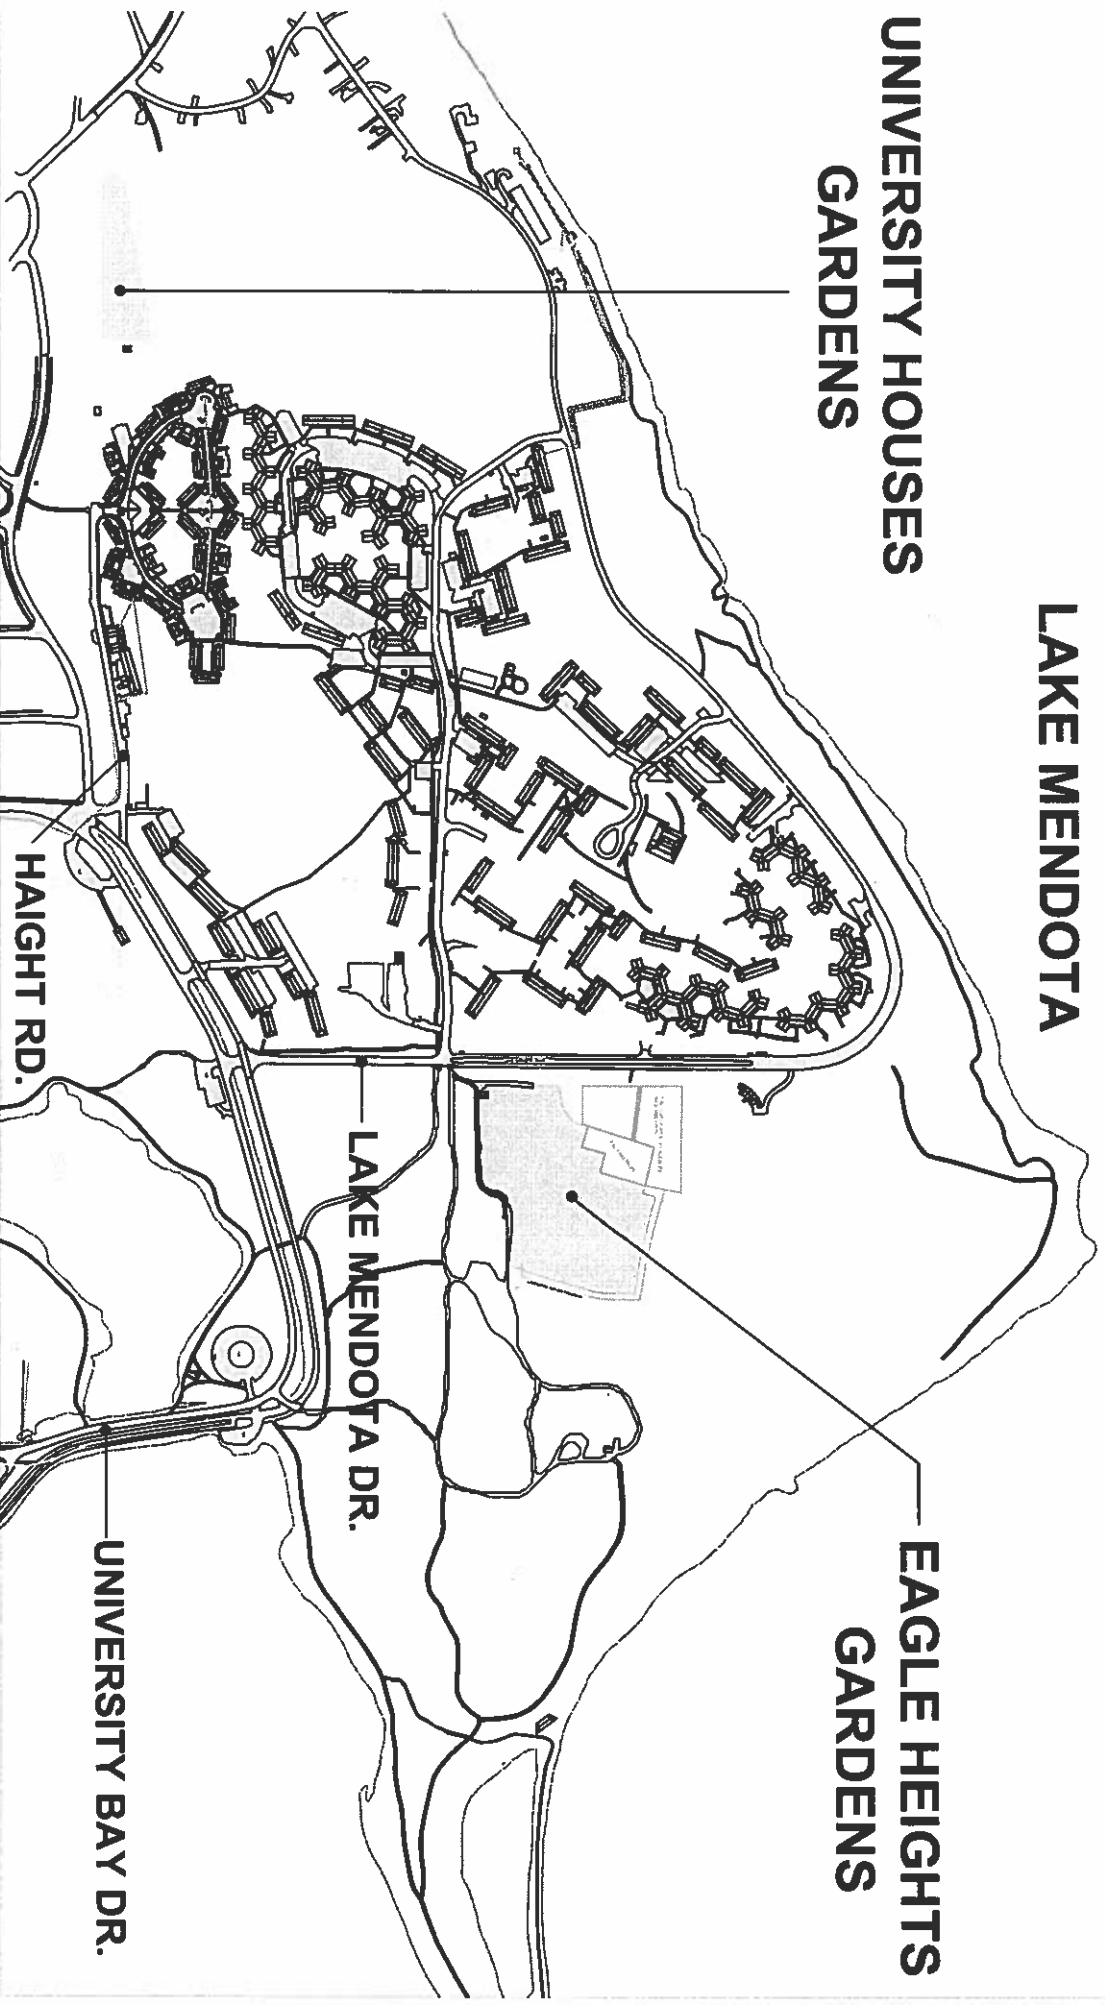 LAKE MENDOTA
UNIVERSITY HOUSES
GARDENS
EAGLE HEIGHTS
GARDENS
LAKE MENDOTA DR.
UNIVERSITY BAY DR.
HAIGHT RD.